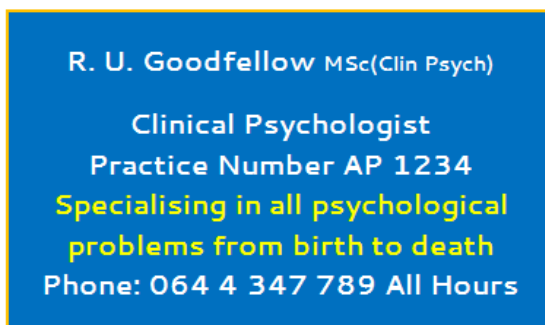 R. U. Goodfellow MSc(Clin Psych)
Clinical Psychologist
Practice Number AP 1234
Specialising in all psychological
problems from birth to death
Phone: 064 4 347 789 All Hours